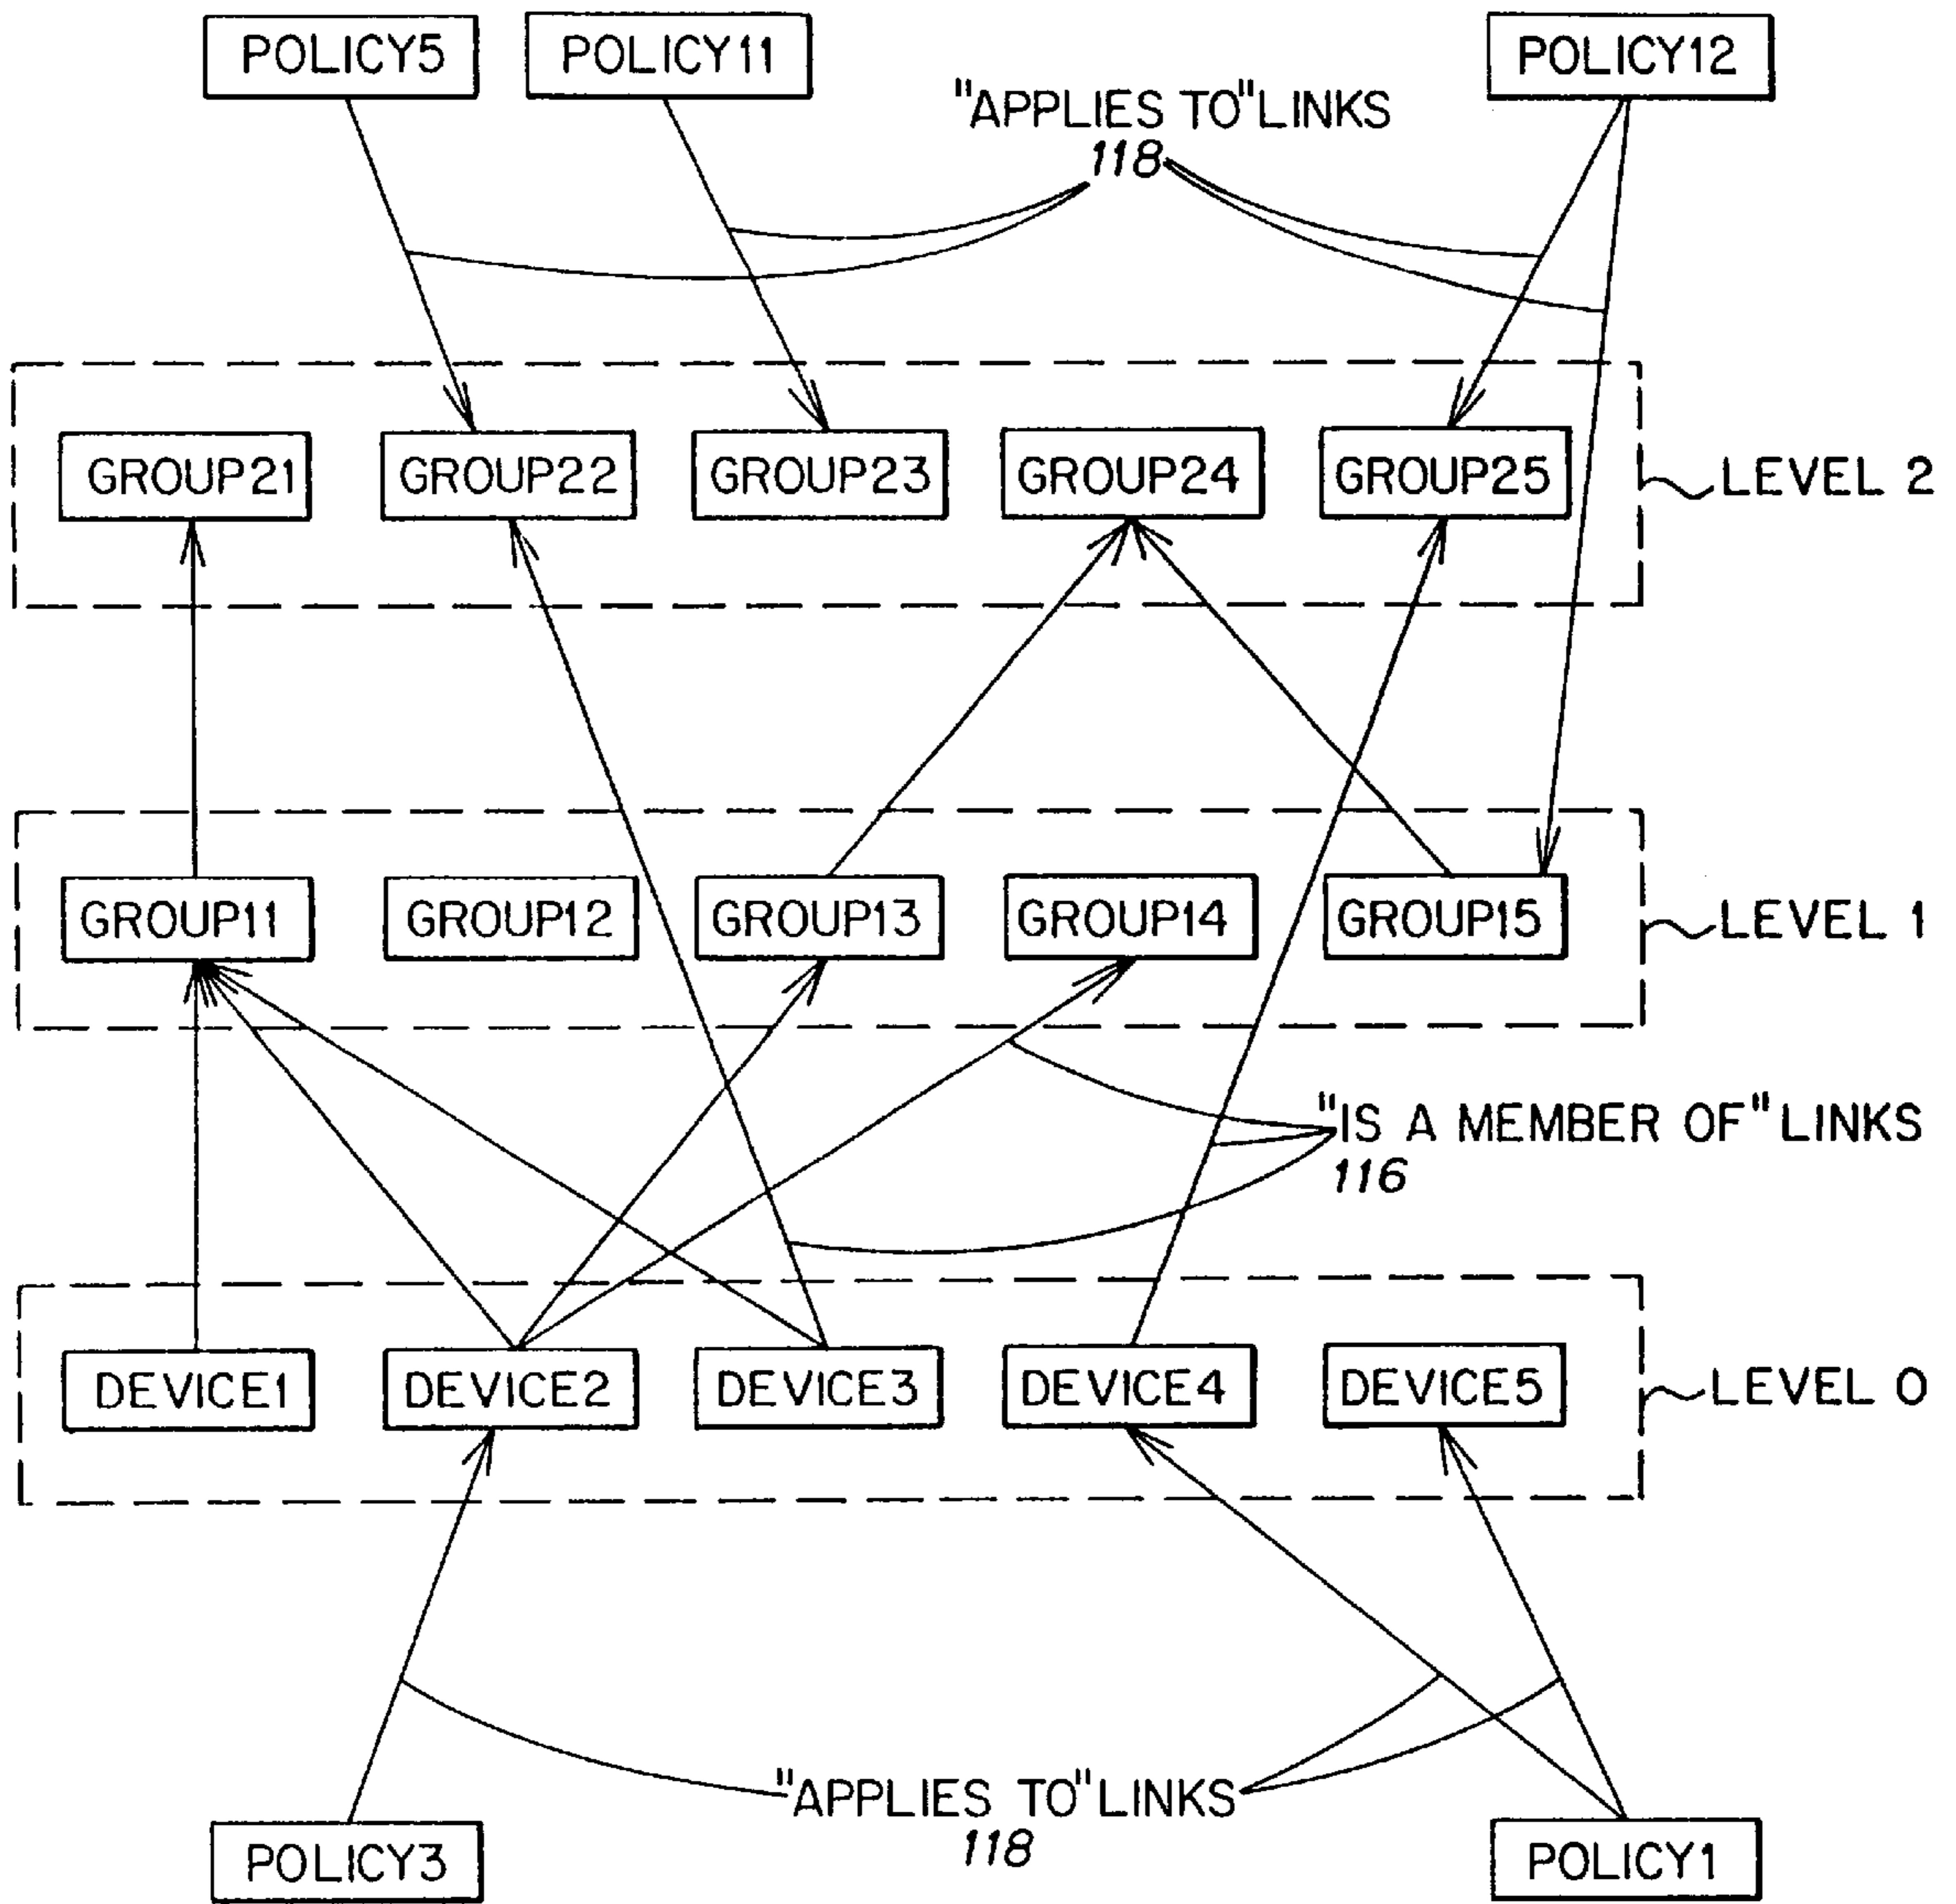 POLICY5
POLICY11
POLICY12
"APPLIES TO" LINKS
118
GROUP21
GROUP22
GROUP23
GROUP24
GROUP25
LEVEL 2
GROUP11
GROUP12
GROUP13
GROUP14
GROUP15
LEVEL 1
"IS A MEMBER OF" LINKS
116
DEVICE1
DEVICE2
DEVICE3
DEVICE4
DEVICE5
LEVEL 0
"APPLIES TO" LINKS
118
POLICY3
POLICY1